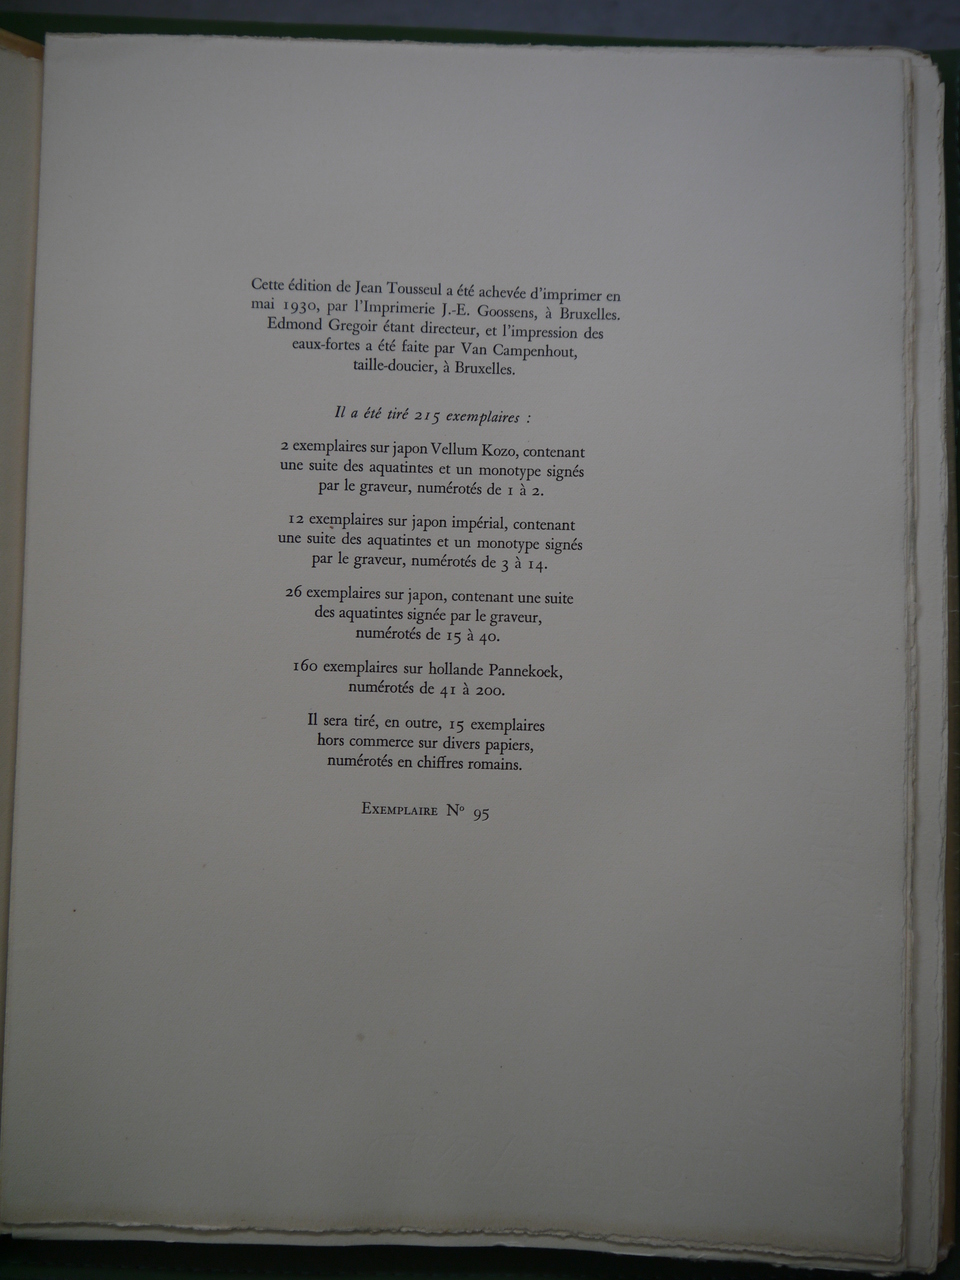 Cette édition de Jean Tousseul a été achevée d'imprimer en
mai 1930, par l'Imprimerie J.-E. Goossens, à Bruxelles.
Edmond Gregoir étant directeur, et l'impression des
eaux-fortes a été faite par Van Campenhout,
taille-doucier, à Bruxelles.
Il a été tiré 215 exemplaires :
2 exemplaires sur japon Vellum Kozo, contenant
une suite des aquatintes et un monotype signés
par le graveur, numérotés de 1 à 2.
12 exemplaires sur japon impérial, contenant
une suite des aquatintes et un monotype signés
par le graveur, numérotés de 3 à 14.
26 exemplaires sur japon, contenant une suite
des aquatintes signée par le graveur,
numérotés de 15 à 40.
160 exemplaires sur hollande Pannekoek,
numérotés de 41 à 200.
Il sera tiré, en outre, 15 exemplaires
hors commerce sur divers papiers,
numérotés en chiffres romains.
Exemplaire Nº 95